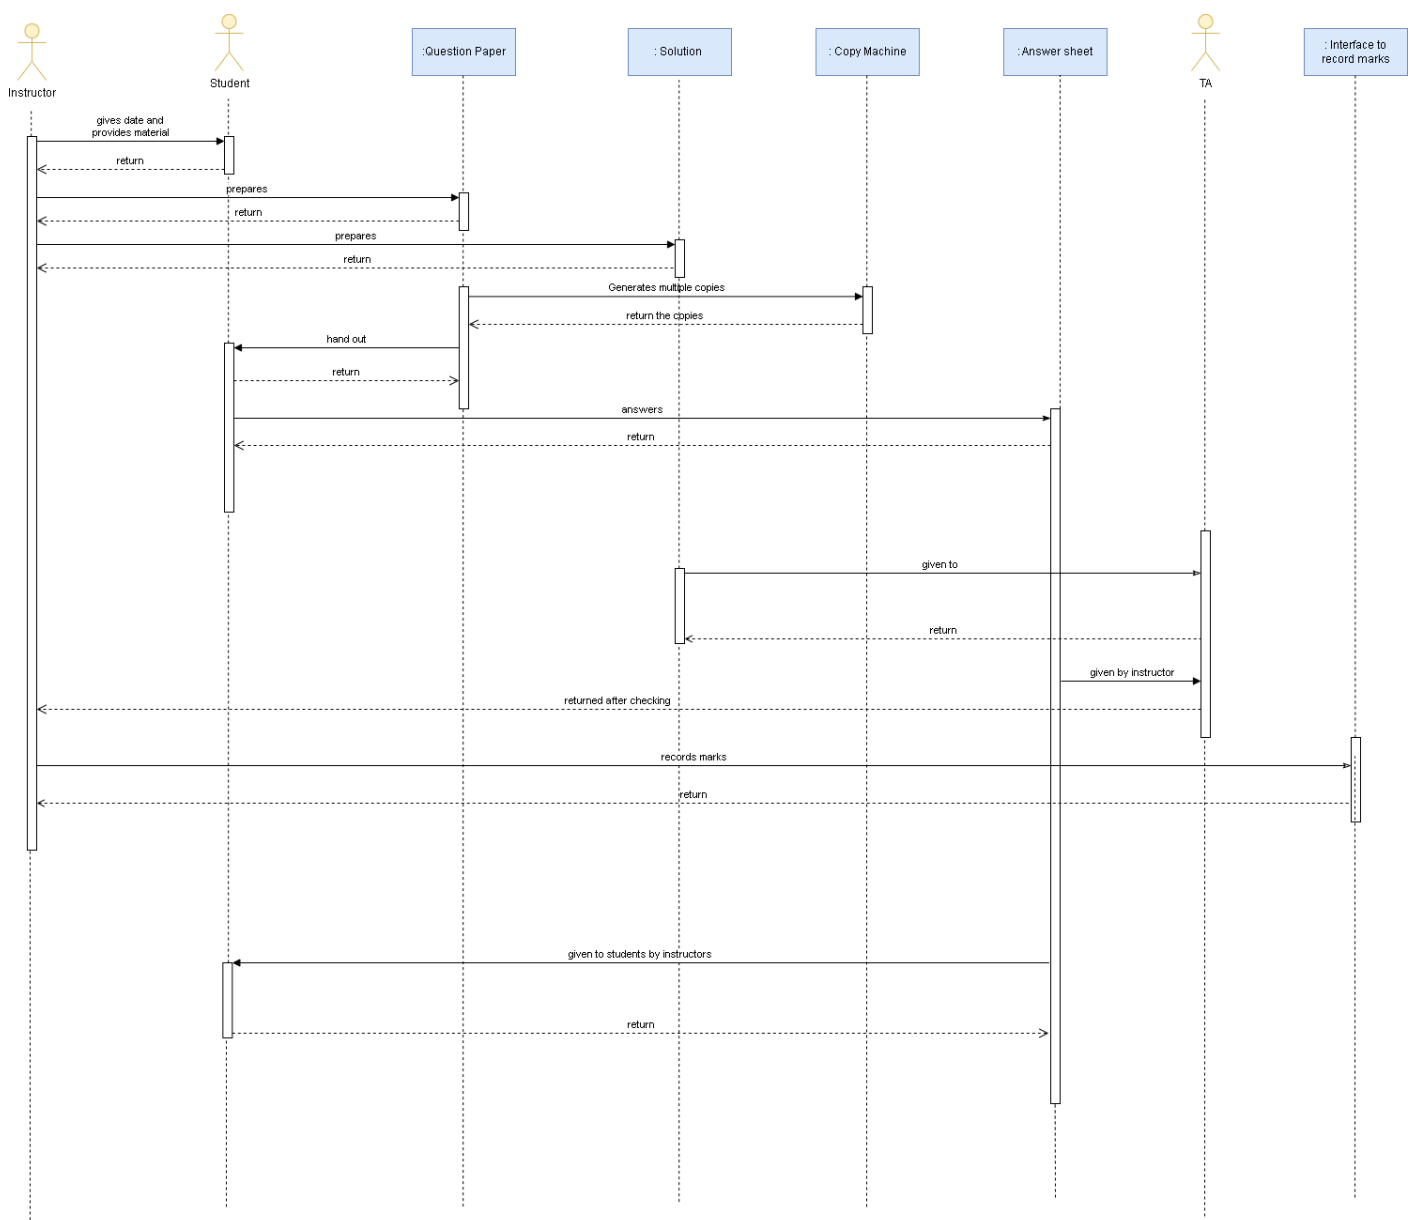 Instructor
Student
:Question Paper
: Solution
: Copy Machine
: Answer sheet
TA
: Interface to
record marks
gives date and
provides material
return
prepares
return
prepares
return
Generates multiple copies
return the copies
hand out
return
answers
return
given to
return
given by instructor
returned after checking
records marks
return
given to students by instructors
return